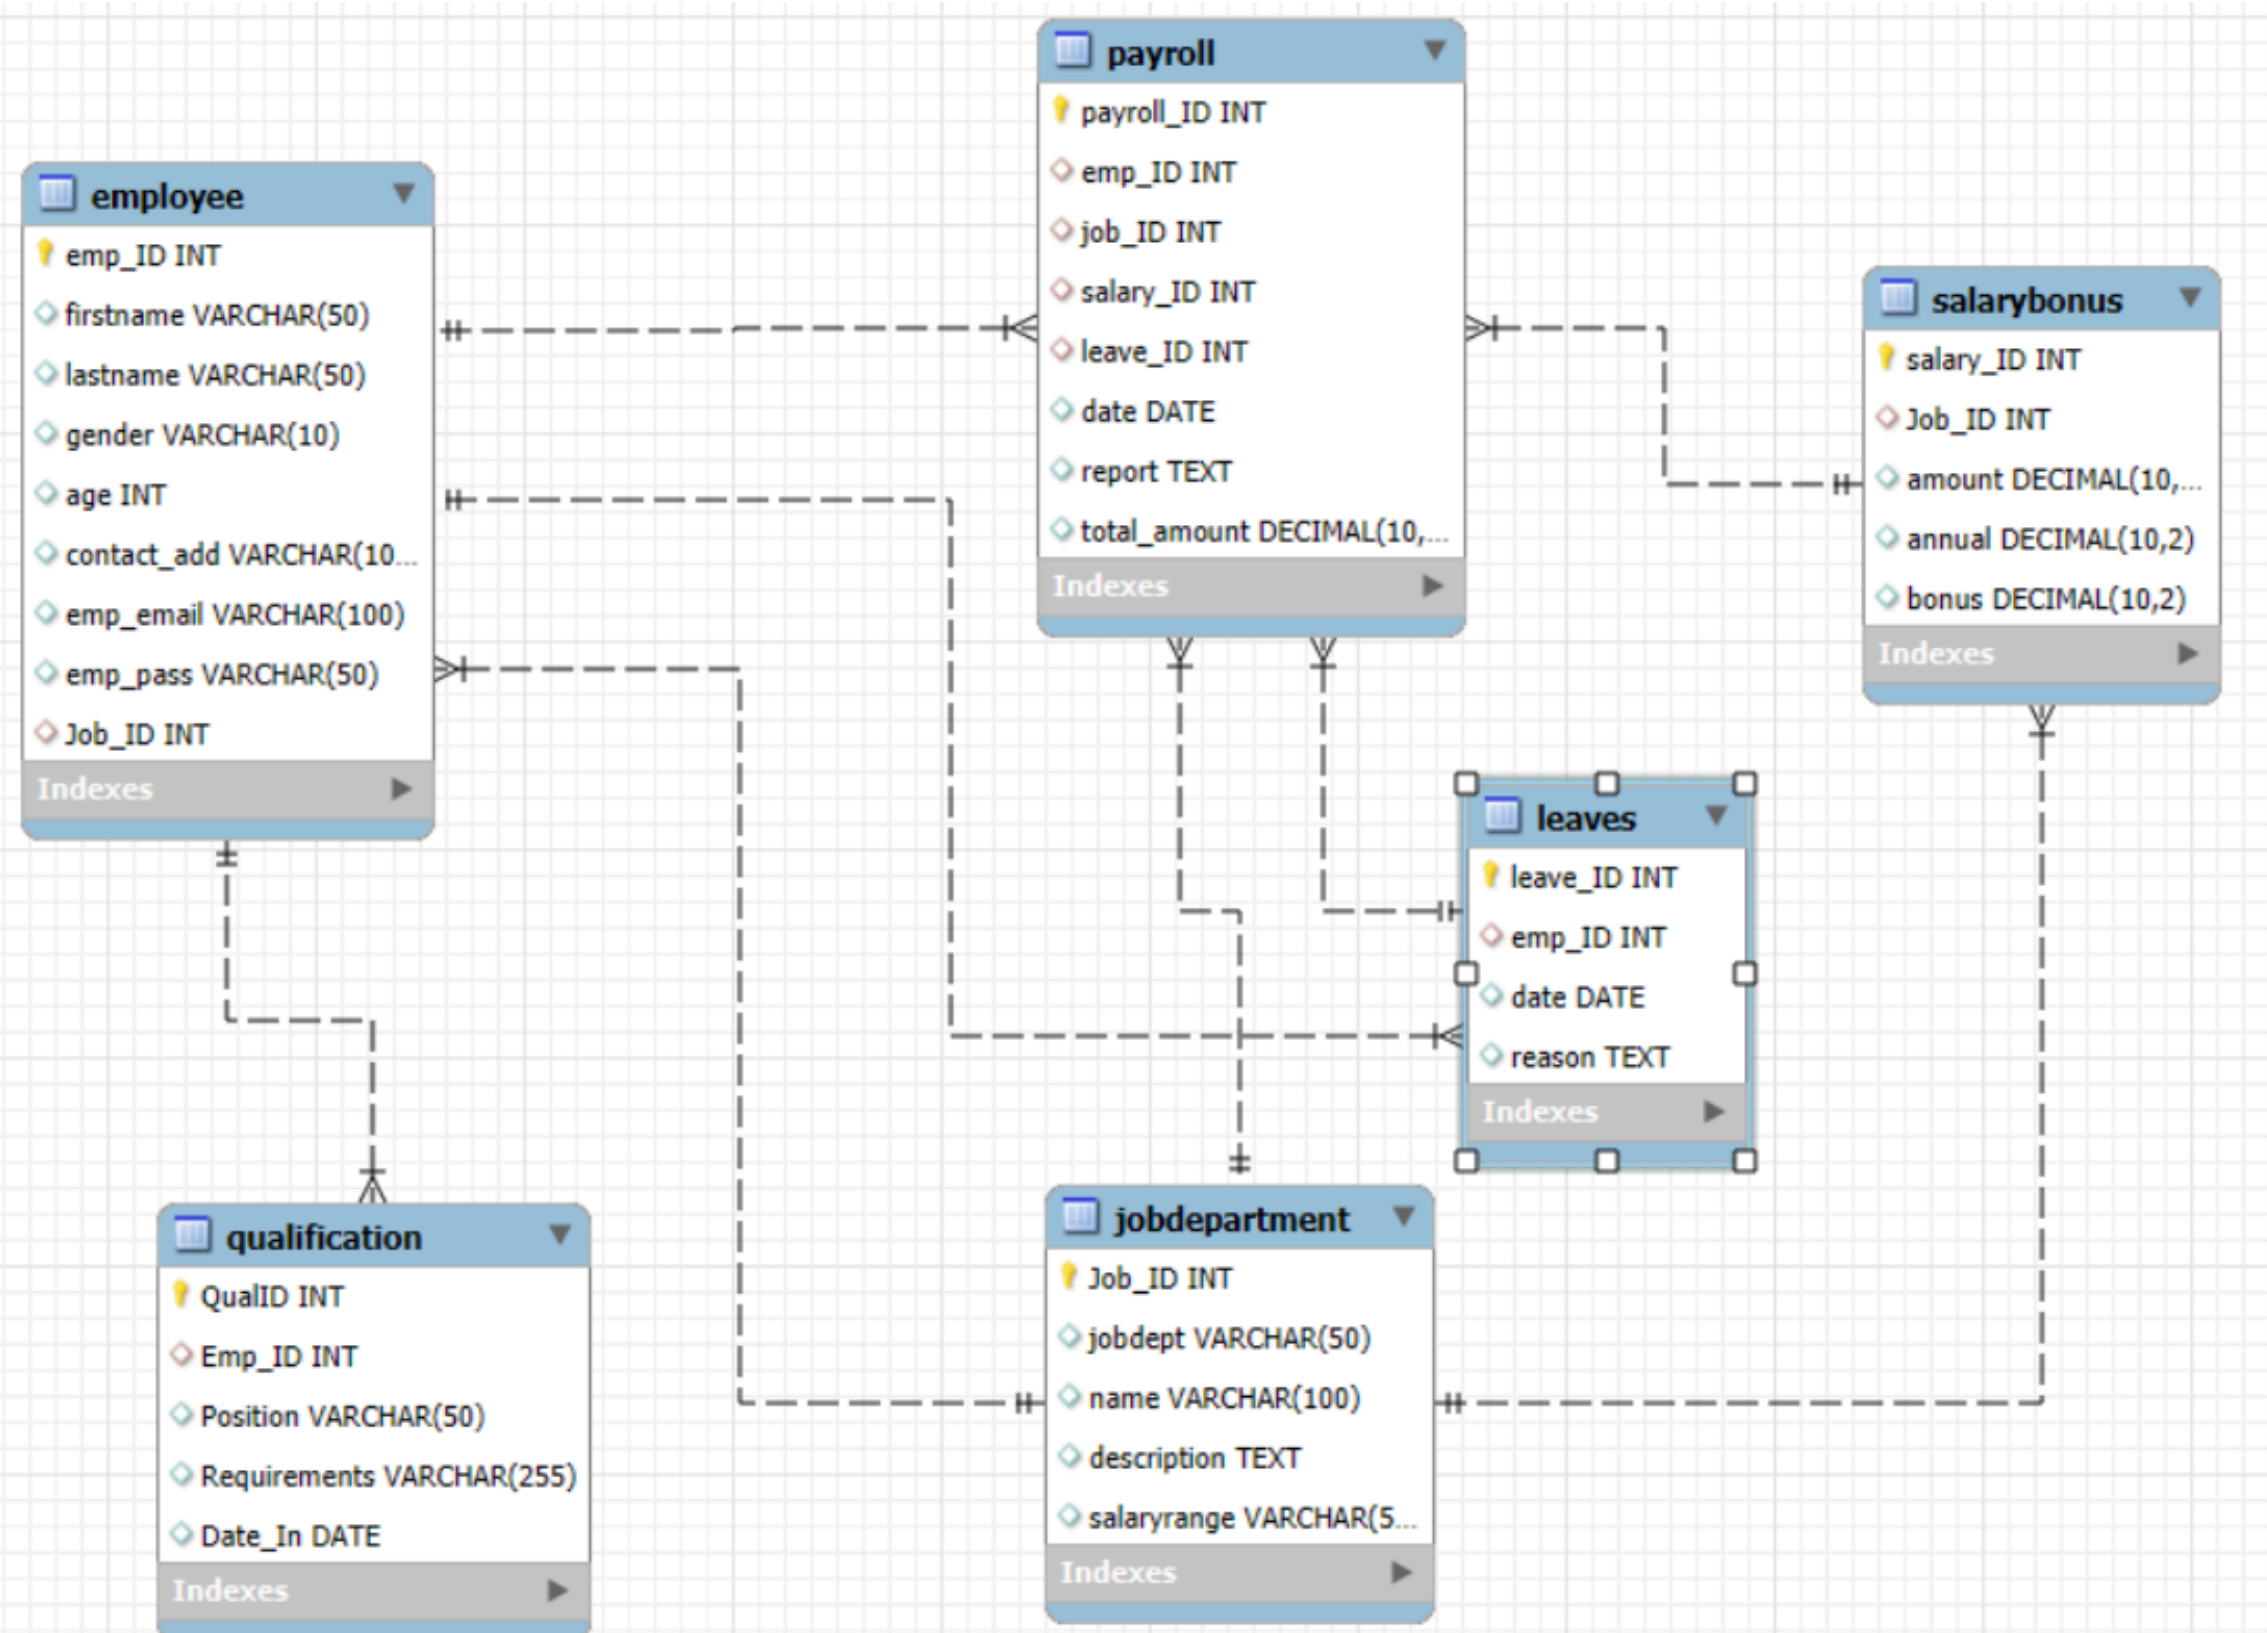 payroll
payroll_ID INT
emp_ID INT
job_ID INT
salary_ID INT
leave_ID INT
date DATE
report TEXT
total_amount DECIMAL(10,...
Indexes
employee
emp_ID INT
firstname VARCHAR(50)
lastname VARCHAR(50)
gender VARCHAR(10)
age INT
contact_add VARCHAR(10...
emp_email VARCHAR(100)
emp_pass VARCHAR(50)
Job_ID INT
Indexes
salarybonus
salary_ID INT
Job_ID INT
amount DECIMAL(10,...
annual DECIMAL(10,2)
bonus DECIMAL(10,2)
Indexes
leaves
leave_ID INT
emp_ID INT
date DATE
reason TEXT
Indexes
qualification
QualID INT
Emp_ID INT
Position VARCHAR(50)
Requirements VARCHAR(255)
Date_In DATE
Indexes
jobdepartment
Job_ID INT
jobdept VARCHAR(50)
name VARCHAR(100)
description TEXT
salaryrange VARCHAR(5...
Indexes